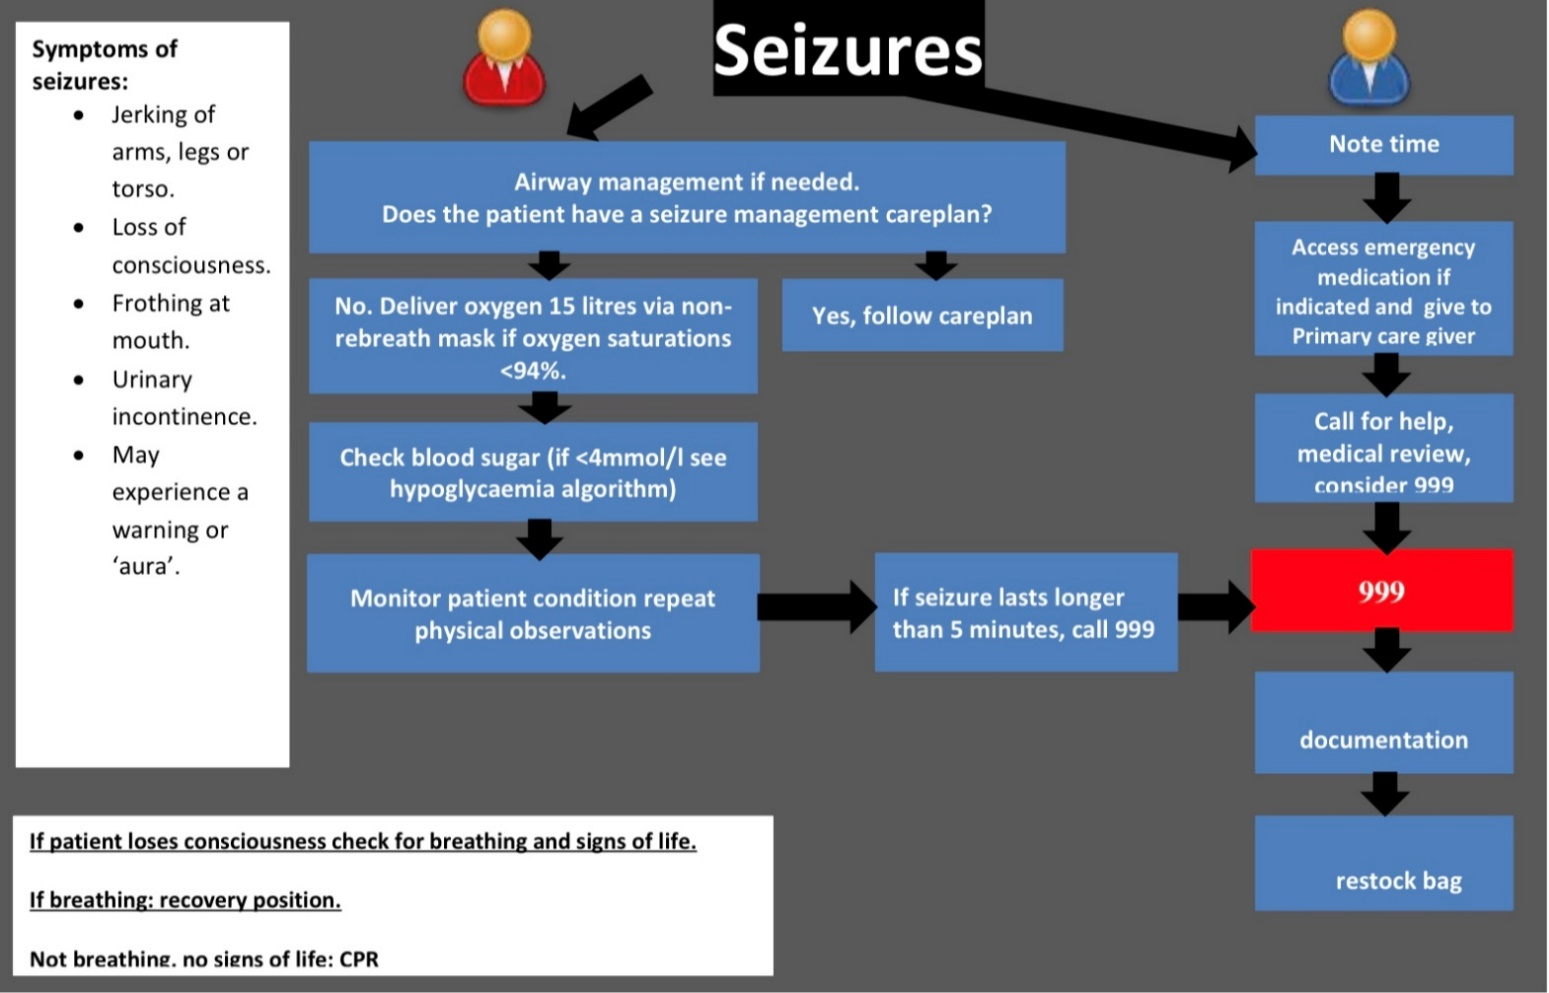 Seizures
Symptoms of
seizures:
• Jerking of
arms, legs or
torso.
• Loss of
consciousness.
• Frothing at
mouth.
• Urinary
incontinence.
• May
experience a
warning or
‘aura’.
Airway management if needed.
Does the patient have a seizure management careplan?
No. Deliver oxygen 15 litres via non-
rebreath mask if oxygen saturations
<94%.
Yes, follow careplan
Check blood sugar (if <4mmol/l see
hypoglycaemia algorithm)
Monitor patient condition repeat
physical observations
If seizure lasts longer
than 5 minutes, call 999
Note time
Access emergency
medication if
indicated and give to
Primary care giver
Call for help,
medical review,
consider 999
999
documentation
restock bag
If patient loses consciousness check for breathing and signs of life.
If breathing: recovery position.
Not breathing, no signs of life: CPR